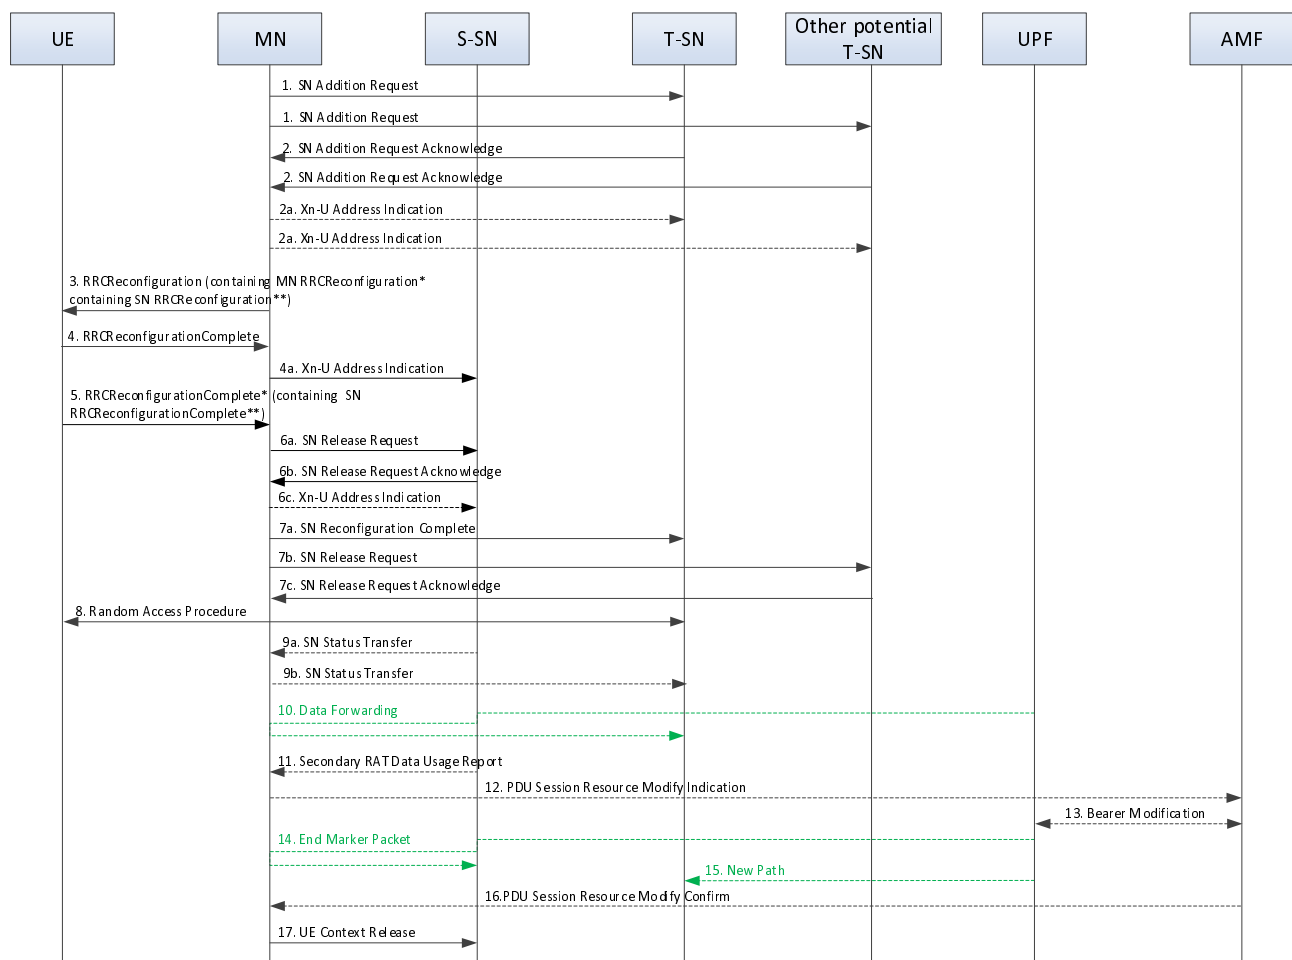 UE
MN
S-SN
T-SN
Other potential
T-SN
UPF
AMF
1. SN Addition Request
1. SN Addition Request
2. SN Addition Request Acknowledge
2. SN Addition Request Acknowledge
2a. Xn-U Address Indication
2a. Xn-U Address Indication
3. RRCReconfiguration (containing MN RRCReconfiguration*
containing SN RRCReconfiguration**)
4. RRCReconfigurationComplete
4a. Xn-U Address Indication
5. RRCReconfigurationComplete* (containing SN
RRCReconfigurationComplete**)
6a. SN Release Request
6b. SN Release Request Acknowledge
6c. Xn-U Address Indication
7a. SN Reconfiguration Complete
7b. SN Release Request
7c. SN Release Request Acknowledge
8. Random Access Procedure
9a. SN Status Transfer
9b. SN Status Transfer
10. Data Forwarding
11. Secondary RAT Data Usage Report
12. PDU Session Resource Modify Indication
13. Bearer Modification
14. End Marker Packet
15. New Path
16.PDU Session Resource Modify Confirm
17. UE Context Release